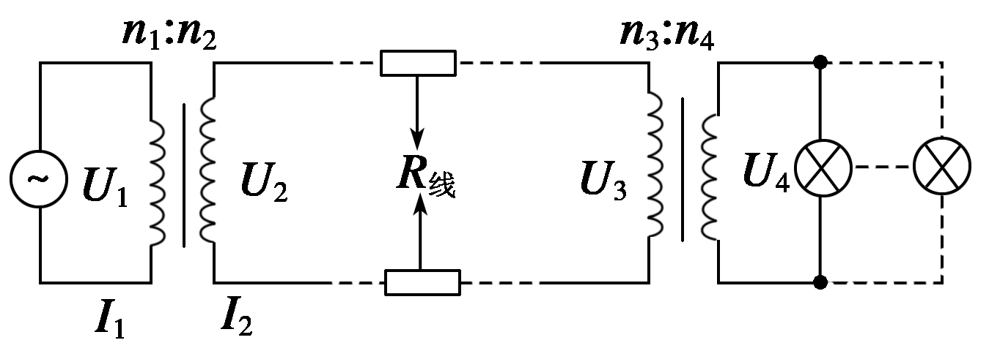 n₁:n₂
n₃:n₄
~
U₁
U₂
R线
U₃
U₄
I₁
I₂